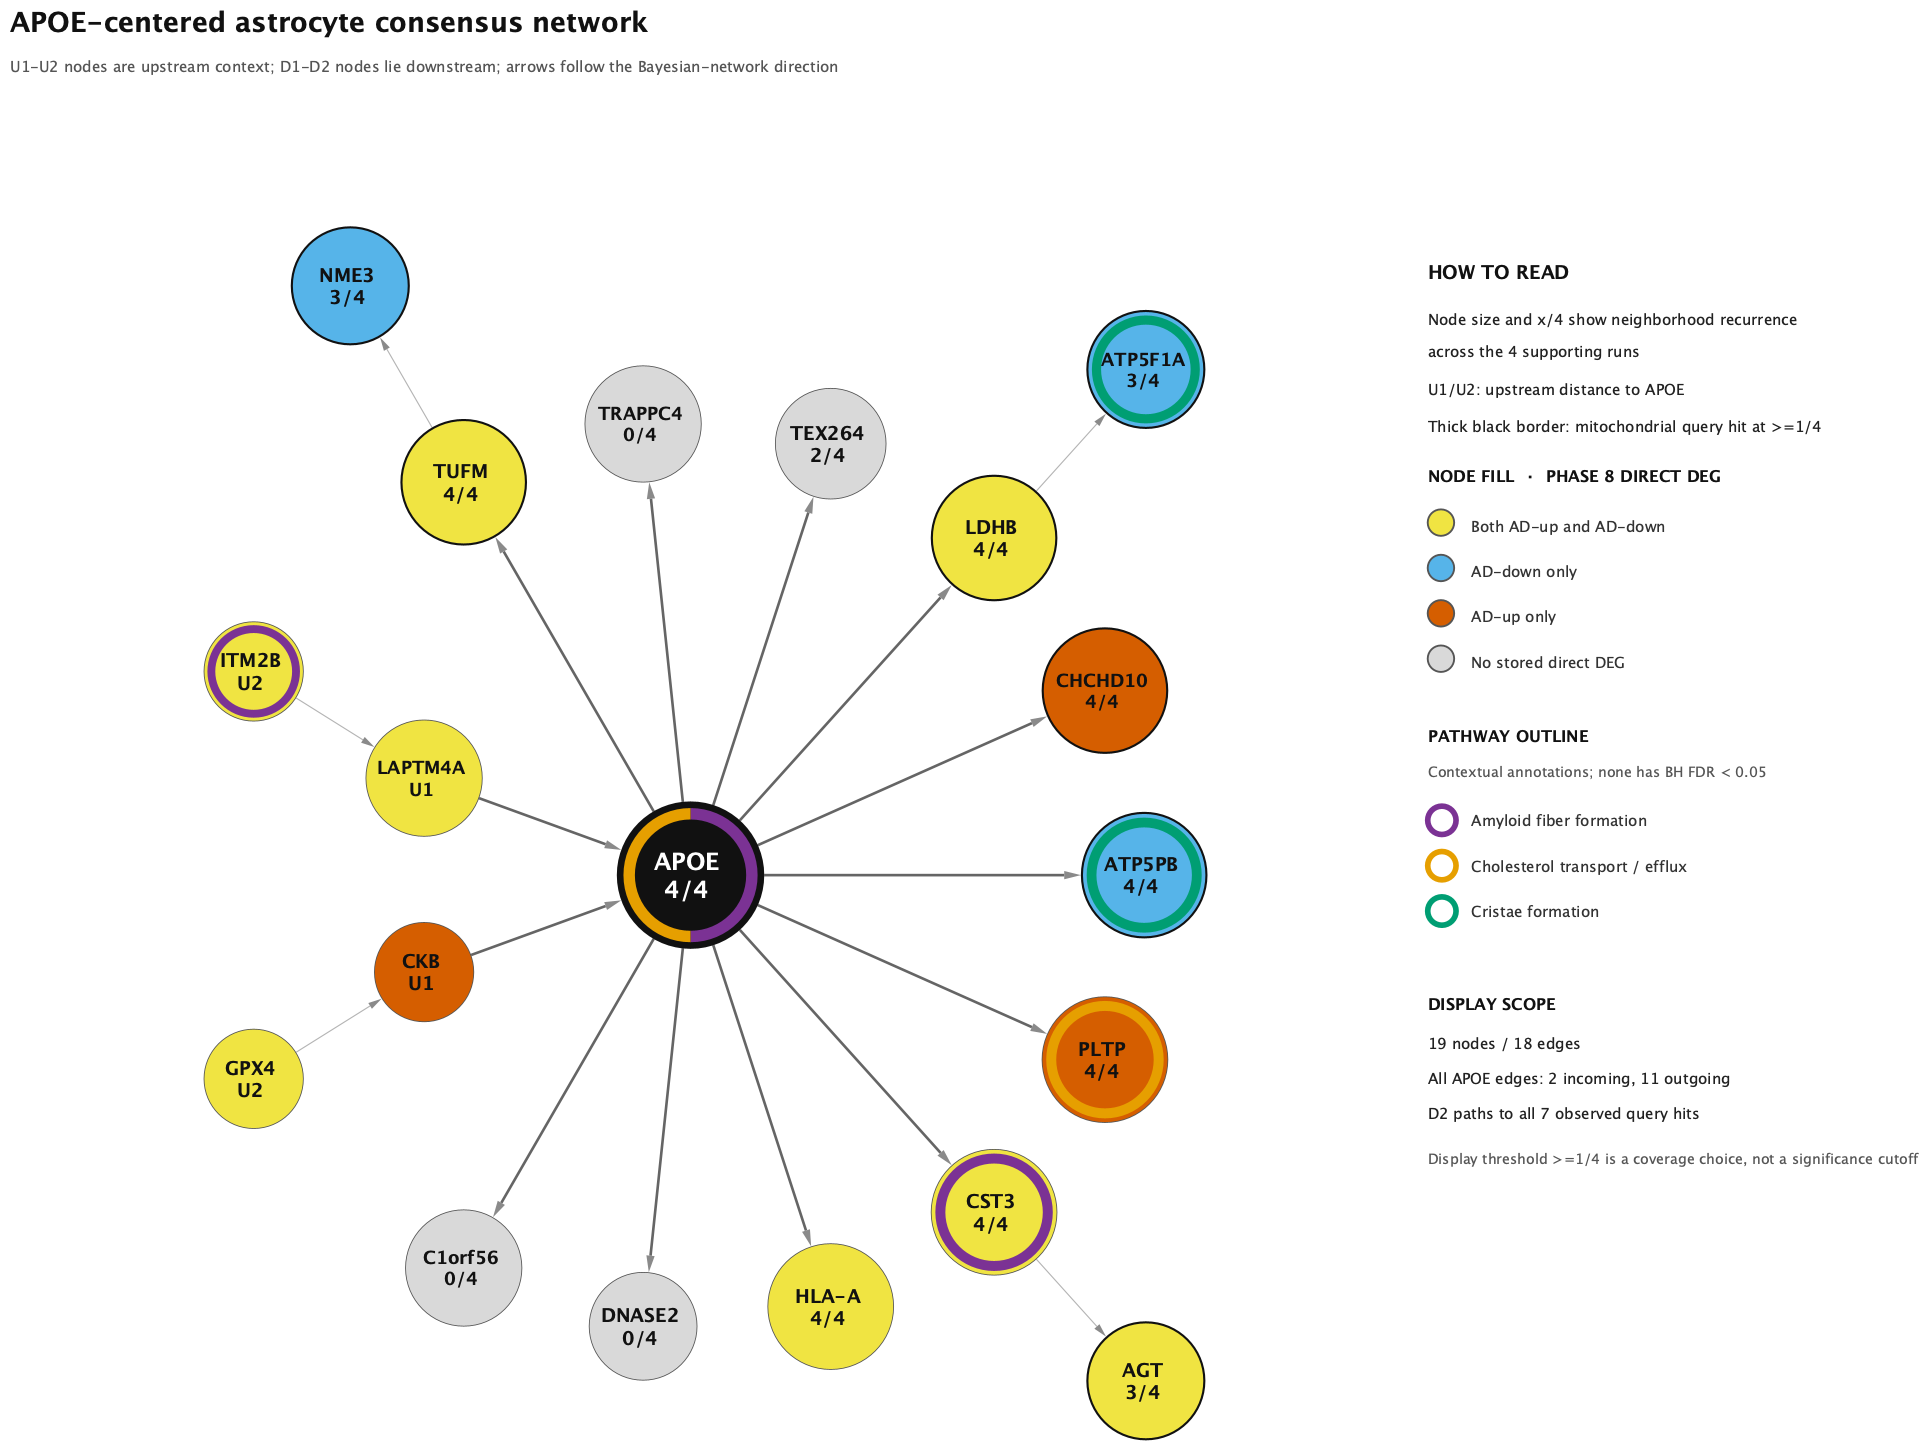 APOE-centered astrocyte consensus network
U1-U2 nodes are upstream context; D1-D2 nodes lie downstream; arrows follow the Bayesian-network direction
NME3
3/4
TRAPPC4
0/4
TEX264
2/4
ATP5F1A
3/4
TUFM
4/4
LDHB
4/4
ITM2B
U2
CHCHD10
4/4
LAPTM4A
U1
APOE
4/4
ATP5PB
4/4
CKB
U1
GPX4
U2
PLTP
4/4
CST3
4/4
C1orf56
0/4
DNASE2
0/4
HLA-A
4/4
AGT
3/4
HOW TO READ
Node size and x/4 show neighborhood recurrence
across the 4 supporting runs
U1/U2: upstream distance to APOE
Thick black border: mitochondrial query hit at >=1/4
NODE FILL · PHASE 8 DIRECT DEG
Both AD-up and AD-down
AD-down only
AD-up only
No stored direct DEG
PATHWAY OUTLINE
Contextual annotations; none has BH FDR < 0.05
Amyloid fiber formation
Cholesterol transport / efflux
Cristae formation
DISPLAY SCOPE
19 nodes / 18 edges
All APOE edges: 2 incoming, 11 outgoing
D2 paths to all 7 observed query hits
Display threshold >=1/4 is a coverage choice, not a significance cutoff